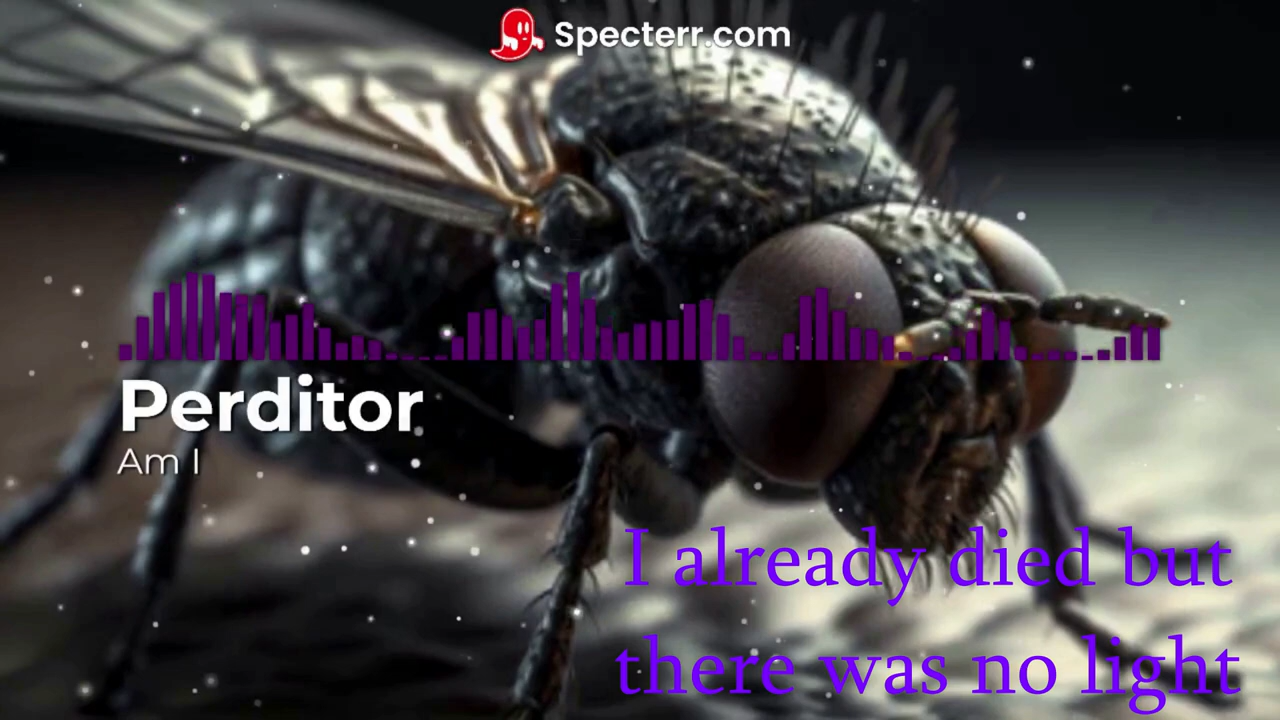 Specterr.com
Perditor
Am I
I already died but
there was no light